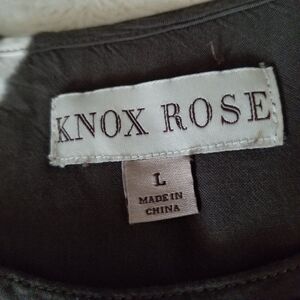 KNOX ROSE
L
MADE IN
CHINA